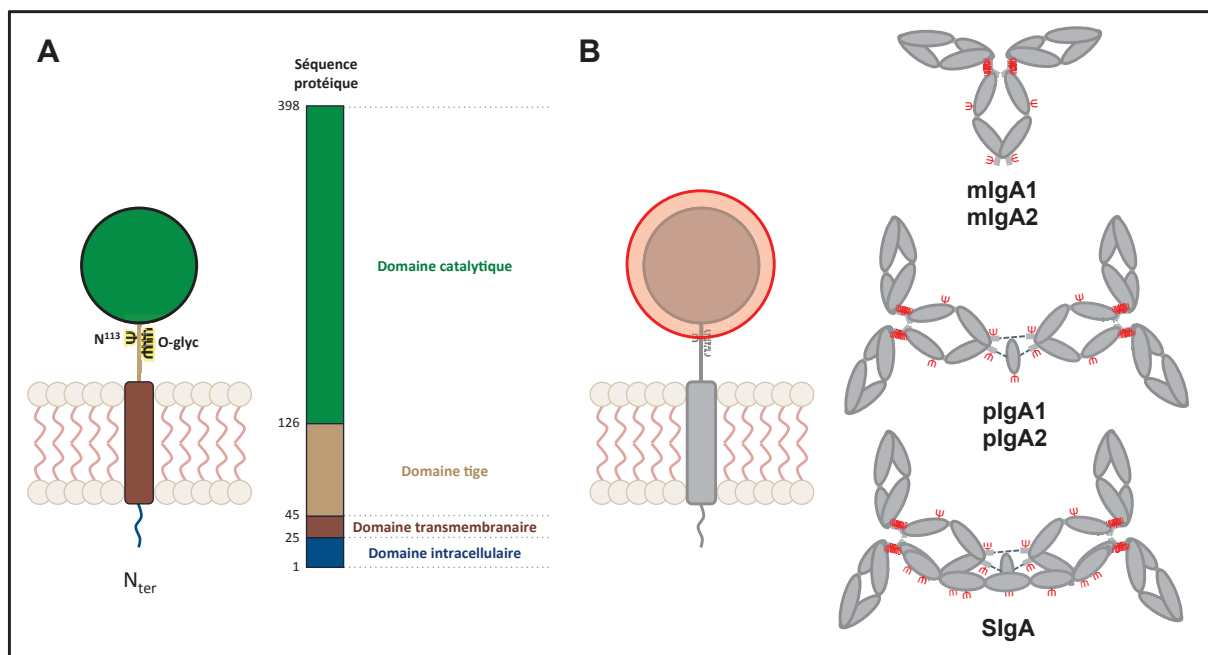 A
Séquence
protéique
398
Domaine catalytique
N¹¹³
O-glyc
126
Domaine tige
45
Domaine transmembranaire
25
Domaine intracellulaire
1
Nter
B
mIgA1
mIgA2
pIgA1
pIgA2
SIgA